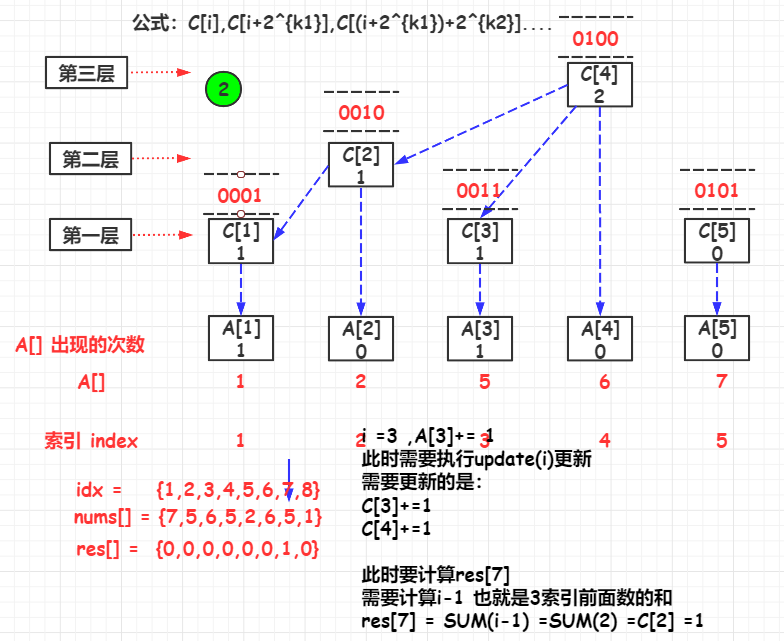 公式：C[i],C[i+2^{k1}],C[(i+2^{k1})+2^{k2}]....
0100
第三层
2
C[4]
2
0010
第二层
C[2]
1
0001
0011
0101
第一层
C[1]
1
C[3]
1
C[5]
0
A[] 出现的次数
A[1]
1
A[2]
0
A[3]
1
A[4]
0
A[5]
0
A[] 1 2 5 6 7
索引 index 1 2 3 4 5
i =3 ,A[3]+= 1
此时需要执行update(i)更新
需要更新的是：
C[3]+=1
C[4]+=1
idx = {1,2,3,4,5,6,7,8}
nums[] = {7,5,6,5,2,6,5,1}
res[] = {0,0,0,0,0,0,1,0}
此时要计算res[7]
需要计算i-1 也就是3索引前面数的和
res[7] = SUM(i-1) =SUM(2) =C[2] =1